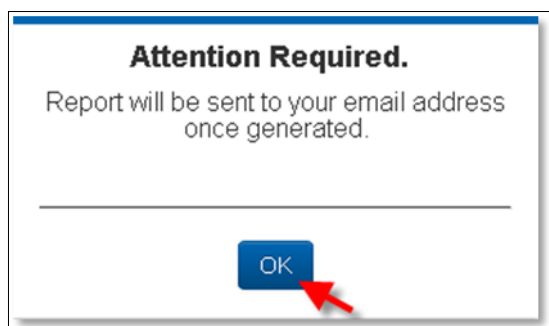 Attention Required.
Report will be sent to your email address
once generated.
OK